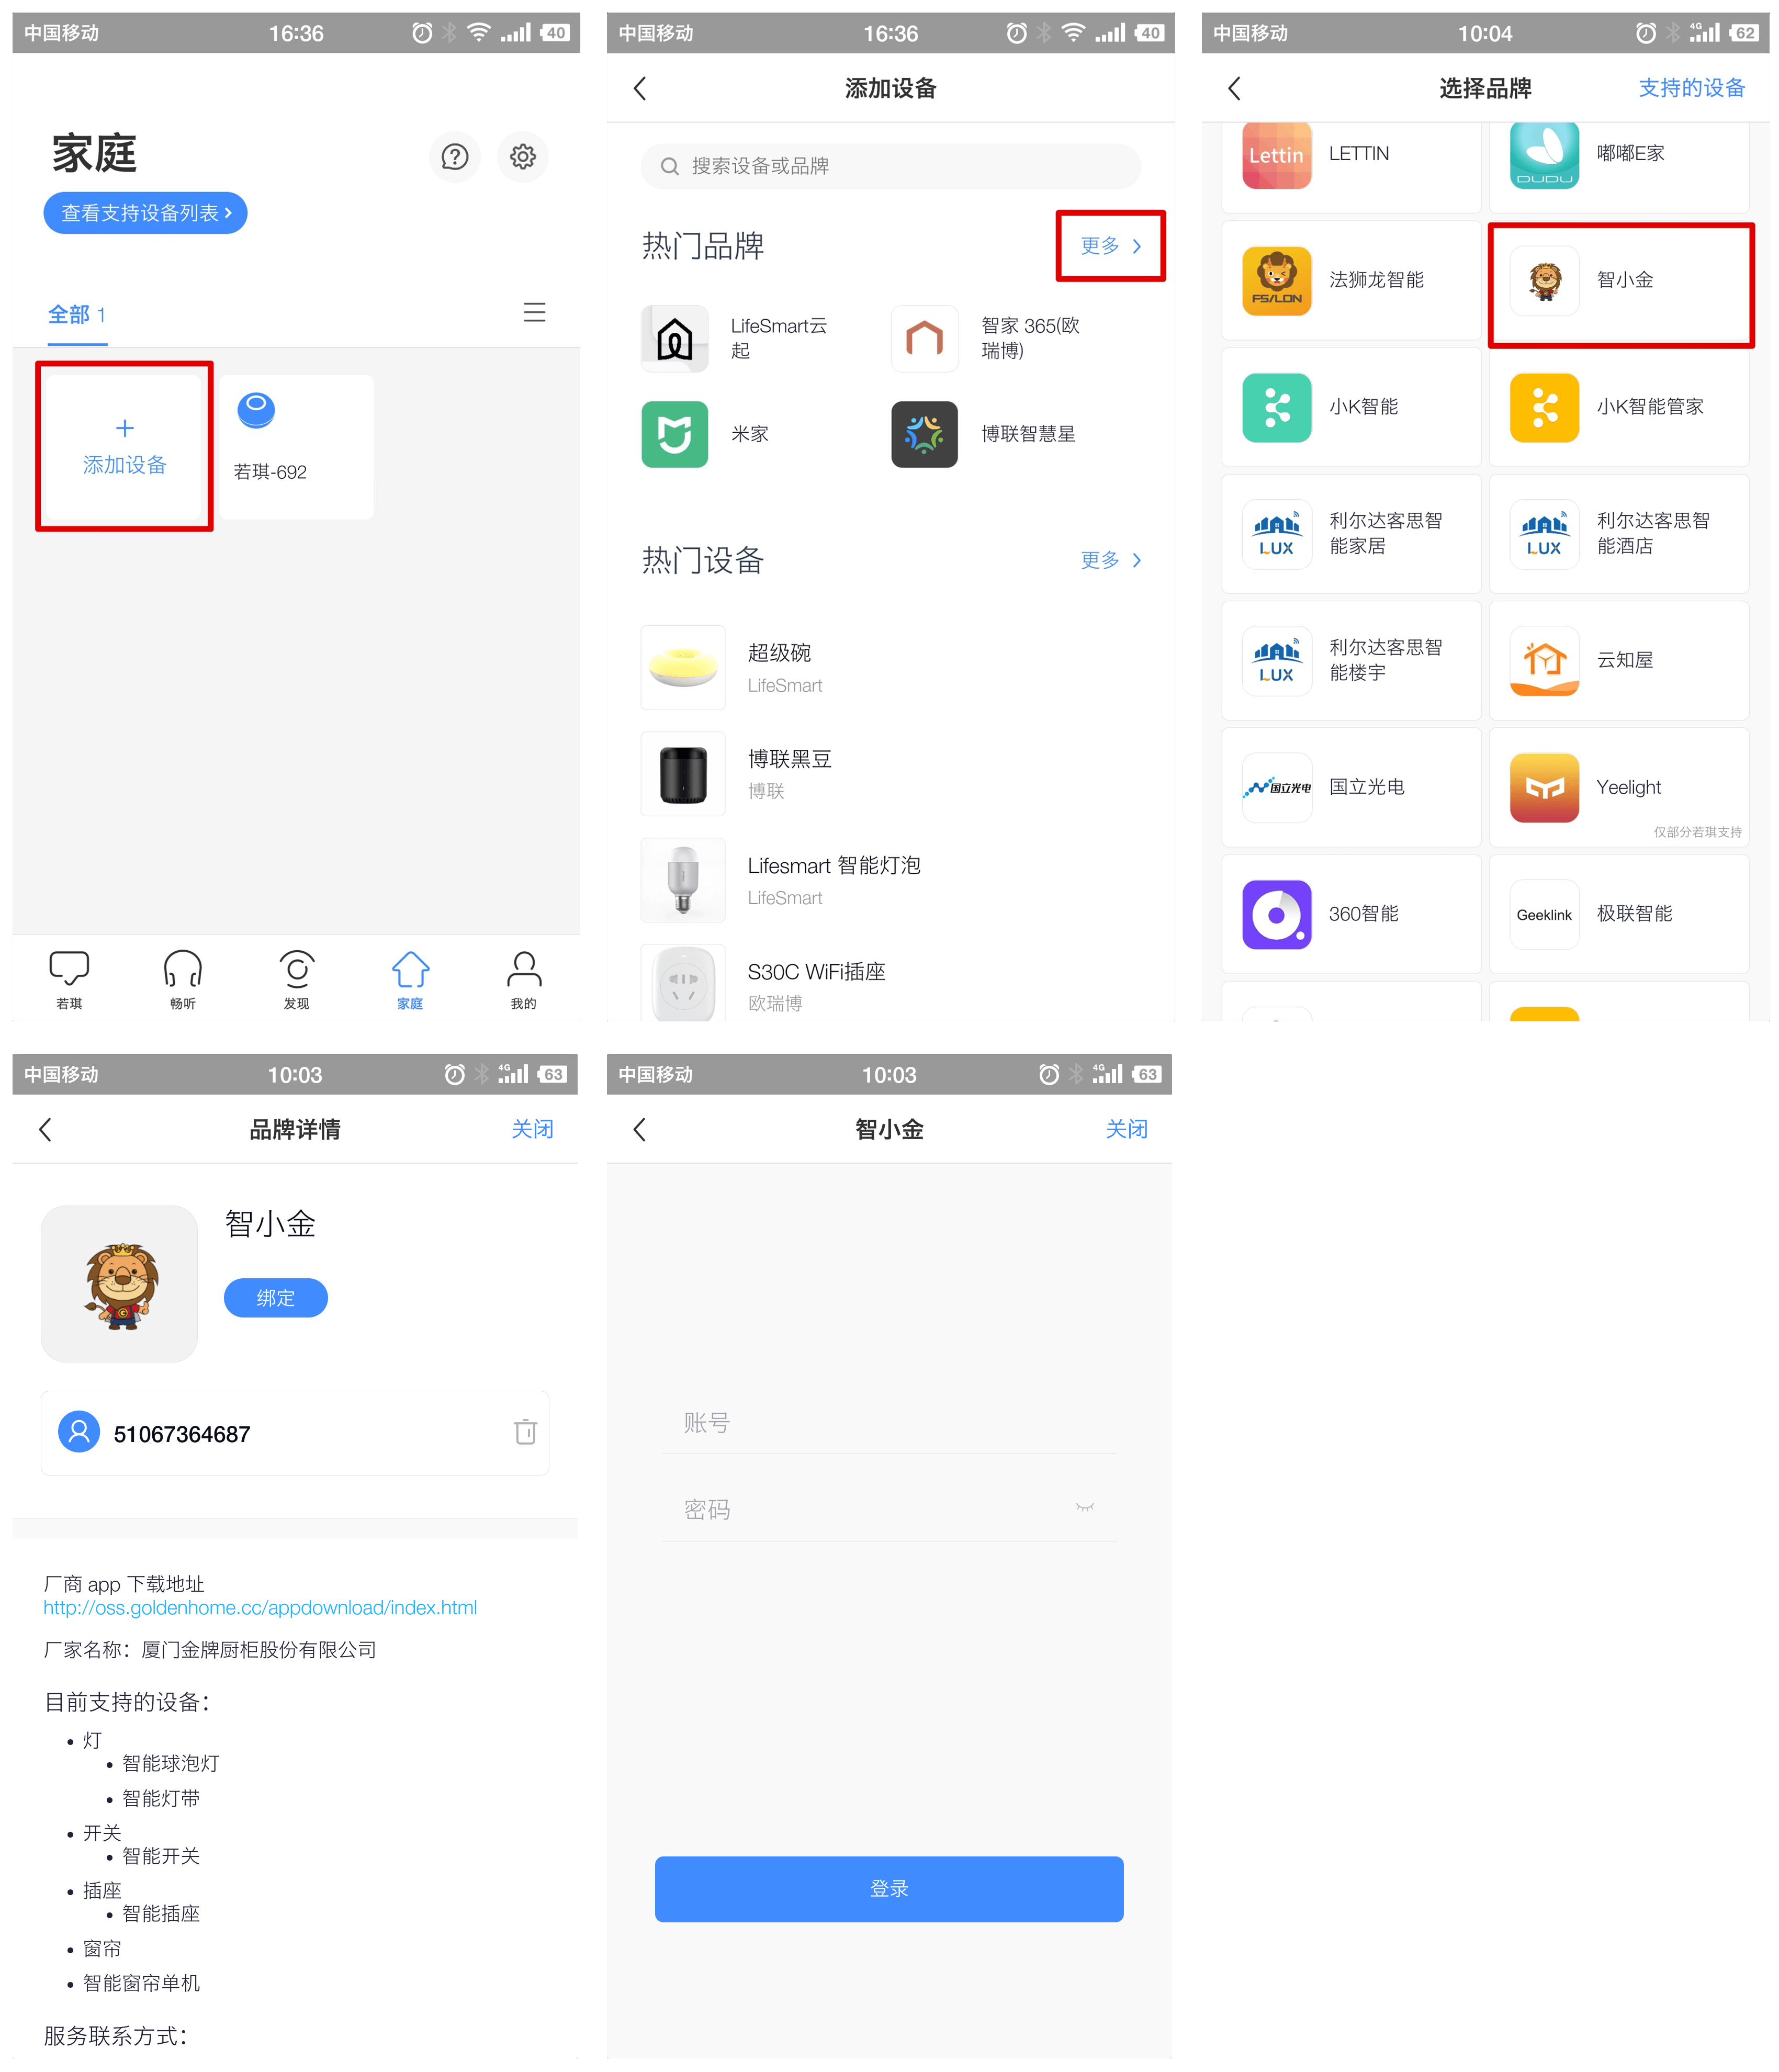 中国移动 16:36 40
家庭
查看支持设备列表 >
全部 1
+
添加设备
若琪-692
若琪 畅听 发现 家庭 我的
中国移动 16:36 40
添加设备
搜索设备或品牌
热门品牌 更多 >
LifeSmart云
起
智家 365(欧
瑞博)
米家
博联智慧星
热门设备 更多 >
超级碗
LifeSmart
博联黑豆
博联
Lifesmart 智能灯泡
LifeSmart
S30C WiFi插座
欧瑞博
中国移动 10:04 4G 62
选择品牌 支持的设备
Lettin LETTIN
DUDU 嘟嘟E家
FS/LON 法狮龙智能
智小金
小K智能
小K智能管家
LUX 利尔达客思智
能家居
LUX 利尔达客思智
能酒店
LUX 利尔达客思智
能楼宇
云知屋
国立光电 国立光电
Yeelight
仅部分若琪支持
360智能
Geeklink 极联智能
中国移动 10:03 4G 63
品牌详情 关闭
智小金
绑定
51067364687
厂商 app 下载地址
http://oss.goldenhome.cc/appdownload/index.html
厂家名称：厦门金牌厨柜股份有限公司
目前支持的设备：
• 灯
• 智能球泡灯
• 智能灯带
• 开关
• 智能开关
• 插座
• 智能插座
• 窗帘
• 智能窗帘单机
服务联系方式：
中国移动 10:03 4G 63
智小金 关闭
账号
密码
登录